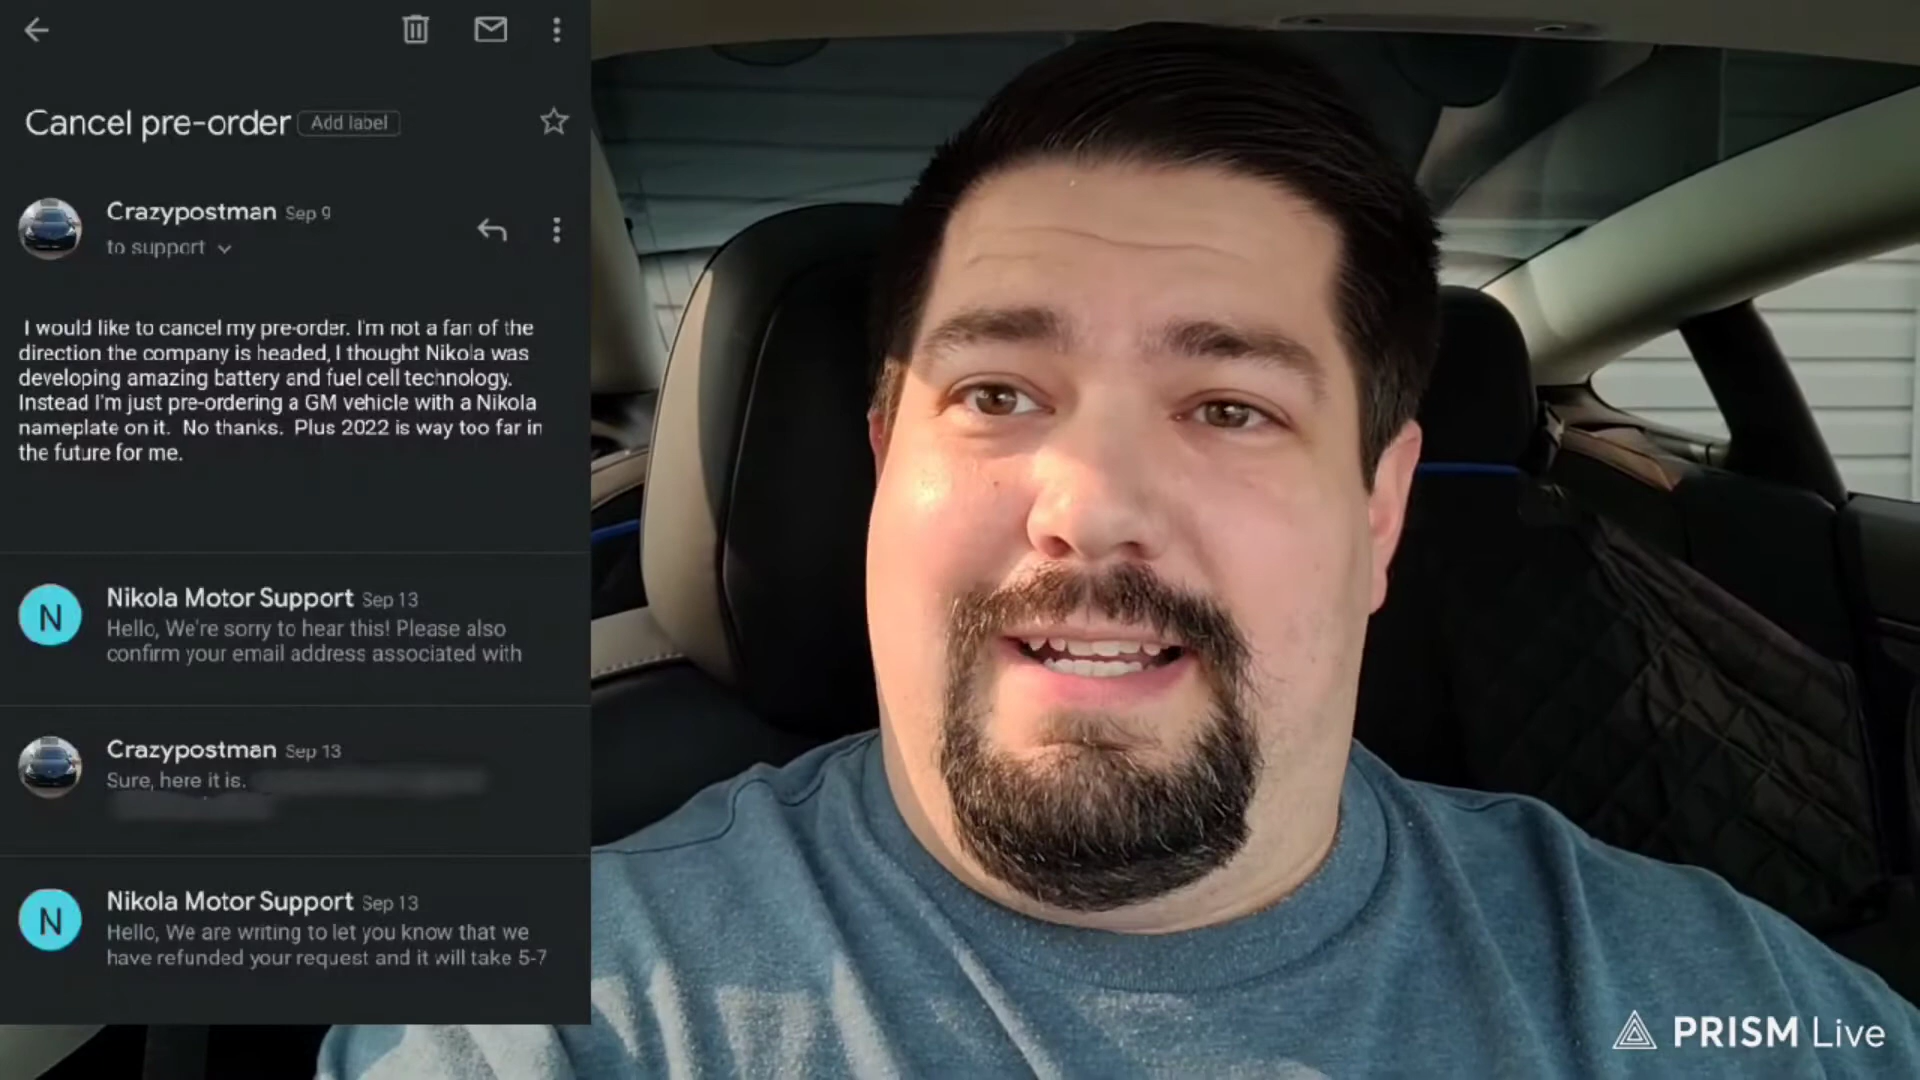 Cancel pre-order Add label
Crazypostman Sep 9
to support
I would like to cancel my pre-order. I'm not a fan of the
direction the company is headed, I thought Nikola was
developing amazing battery and fuel cell technology.
Instead I'm just pre-ordering a GM vehicle with a Nikola
nameplate on it. No thanks. Plus 2022 is way too far in
the future for me.
N
Nikola Motor Support Sep 13
Hello, We're sorry to hear this! Please also
confirm your email address associated with
Crazypostman Sep 13
Sure, here it is.
N
Nikola Motor Support Sep 13
Hello, We are writing to let you know that we
have refunded your request and it will take 5-7
PRISM Live